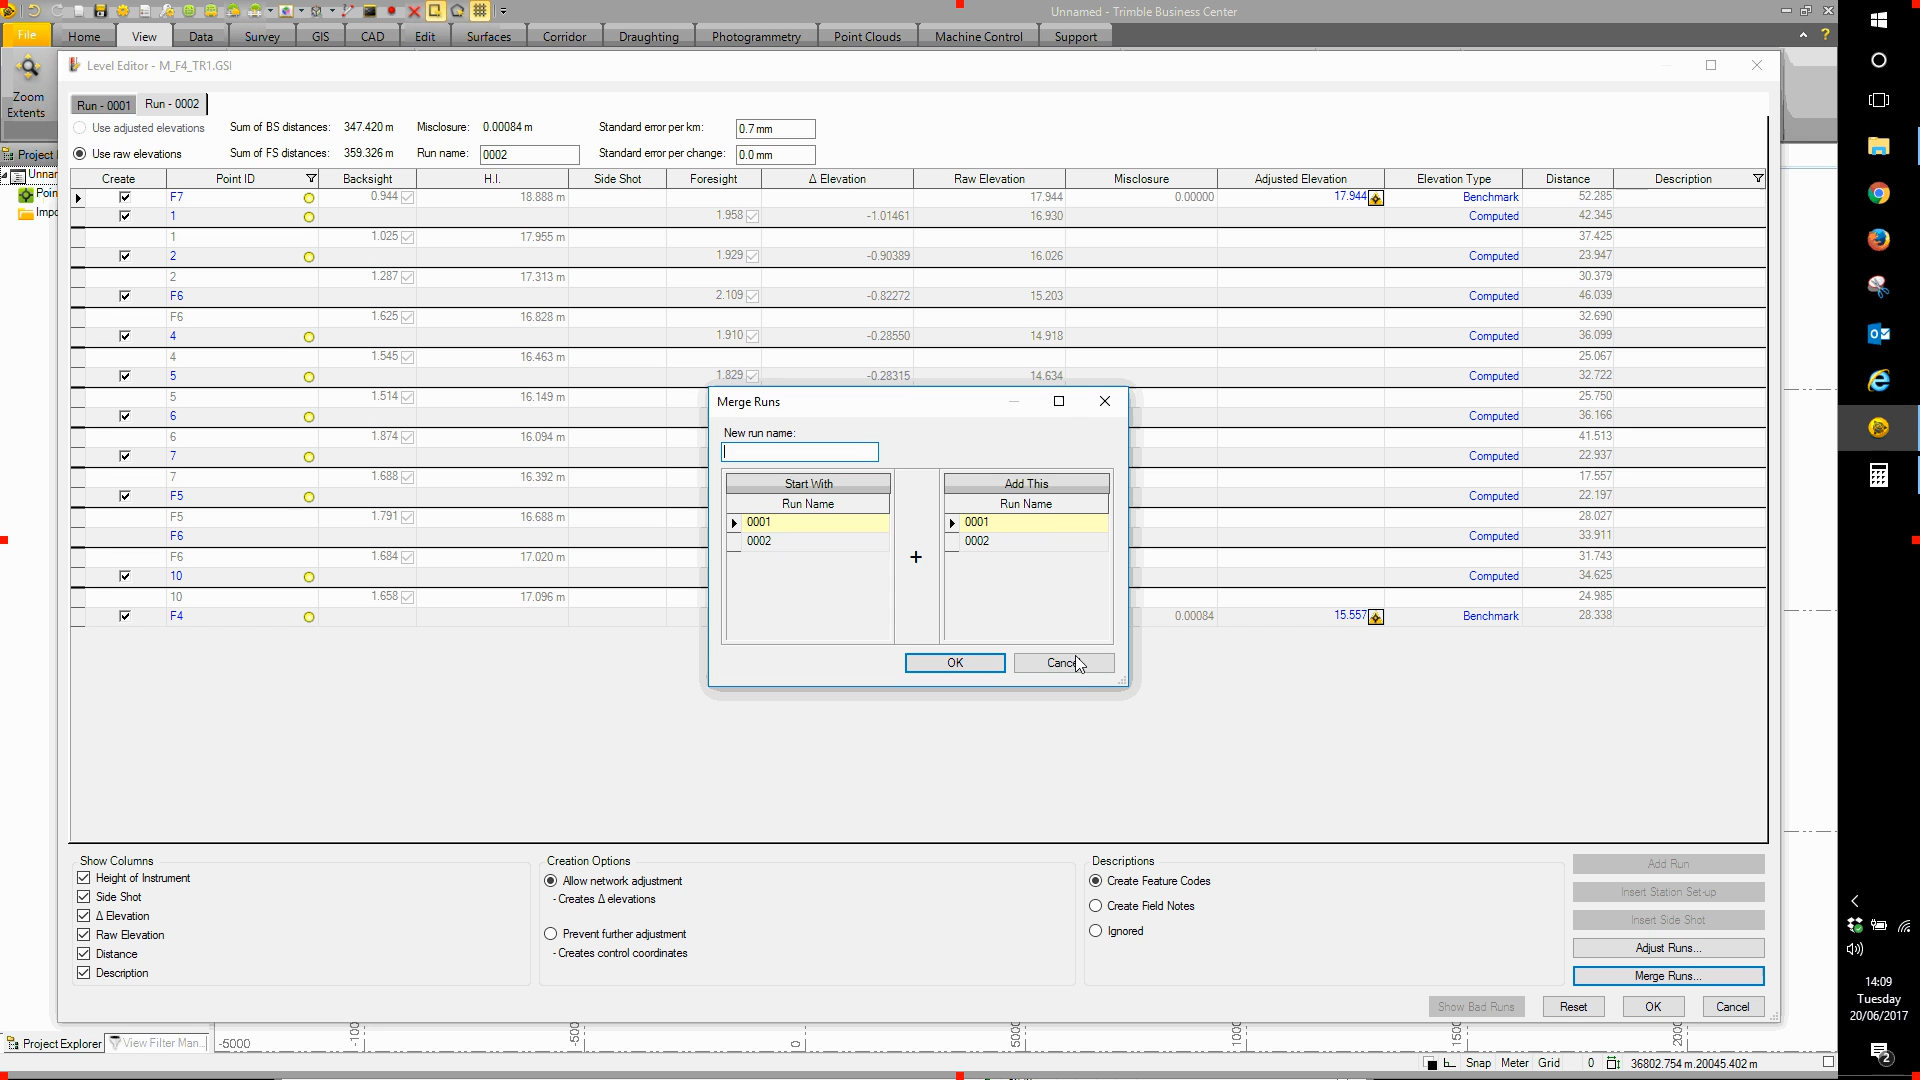 Unnamed - Trimble Business Center
File Home View Data Survey GIS CAD Edit Surfaces Corridor Draughting Photogrammetry Point Clouds Machine Control Support
Zoom
Extents
Level Editor - M_F4_TR1.GSI
Run - 0001 Run - 0002
Use adjusted elevations Sum of BS distances: 347.420 m Misclosure: 0.00084 m Standard error per km: 0.7 mm
Use raw elevations Sum of FS distances: 359.326 m Run name: 0002 Standard error per change: 0.0 mm
Project
Create Point ID Backsight H.I. Side Shot Foresight Δ Elevation Raw Elevation Misclosure Adjusted Elevation Elevation Type Distance Description
F7 0.944 18.888 m 17.944 0.00000 17.944 Benchmark 52.285
1 1.958 -1.01461 16.930 Computed 42.345
1 1.025 17.955 m 37.425
2 1.929 -0.90389 16.026 Computed 23.947
2 1.287 17.313 m 30.379
F6 2.109 -0.82272 15.203 Computed 46.039
F6 1.625 16.828 m 32.690
4 1.910 -0.28550 14.918 Computed 36.099
4 1.545 16.463 m 25.067
5 1.829 -0.28315 14.634 Computed 32.722
5 1.514 16.149 m 25.750
6 Computed 36.166
6 1.874 16.094 m 41.513
7 Computed 22.937
7 1.688 16.392 m 17.557
F5 Computed 22.197
F5 1.791 16.688 m 28.027
F6 Computed 33.911
F6 1.684 17.020 m 31.743
10 Computed 34.625
10 1.658 17.096 m 24.985
F4 0.00084 15.557 Benchmark 28.338
Merge Runs
New run name:
Start With Add This
Run Name Run Name
0001 0001
0002 0002
+
OK Cancel
Show Columns
Height of Instrument
Side Shot
Δ Elevation
Raw Elevation
Distance
Description
Creation Options
Allow network adjustment
- Creates Δ elevations
Prevent further adjustment
- Creates control coordinates
Descriptions
Create Feature Codes
Create Field Notes
Ignored
Add Run
Insert Station Set-up
Insert Side Shot
Adjust Runs...
Merge Runs...
Show Bad Runs Reset OK Cancel
Project Explorer View Filter Man...
-5000 0 5000
Snap Meter Grid 0 36802.754 m,20045.402 m
14:09
Tuesday
20/06/2017
2